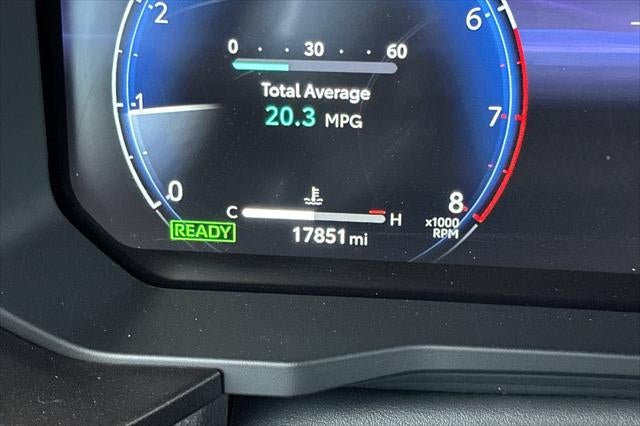 2 6
0 30 60
Total Average
20.3 MPG
1 7
0 8
C H
x1000
RPM
READY
17851 mi